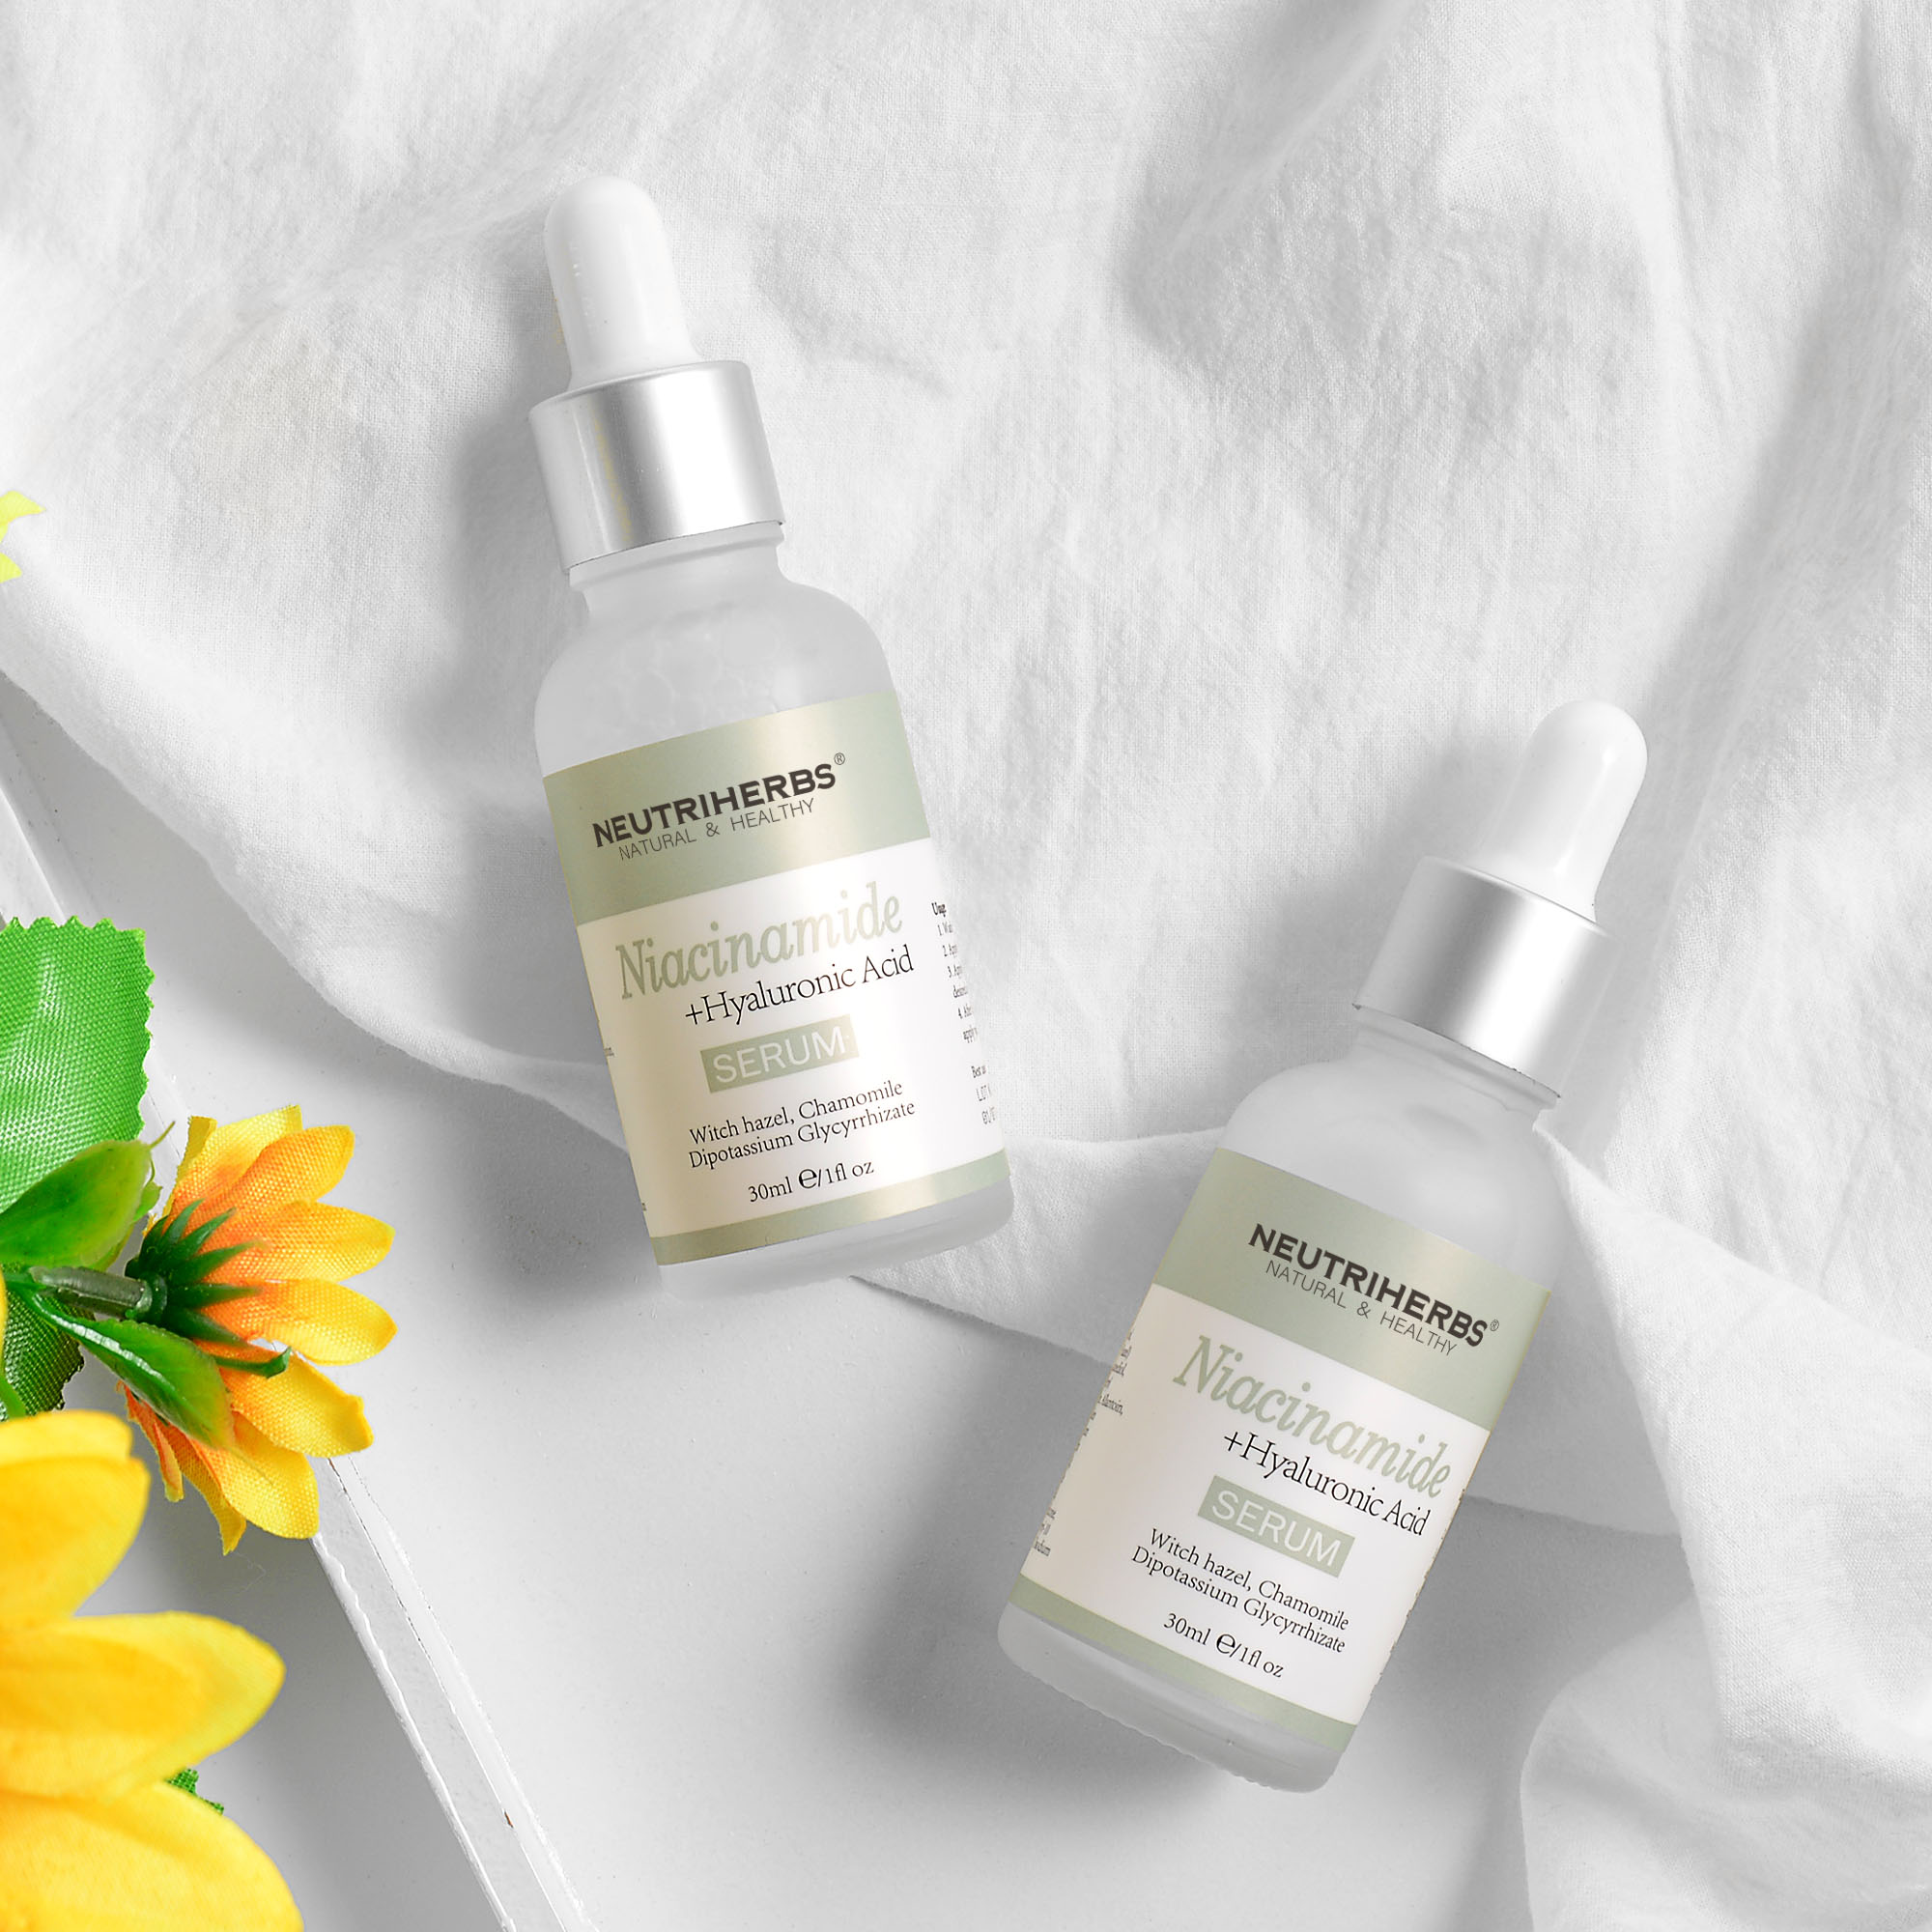 NEUTRIHERBS®
NATURAL & HEALTHY
Niacinamide
+Hyaluronic Acid
SERUM
Witch hazel, Chamomile
Dipotassium Glycyrrhizate
30ml ℮/1fl oz
NEUTRIHERBS®
NATURAL & HEALTHY
Niacinamide
+Hyaluronic Acid
SERUM
Witch hazel, Chamomile
Dipotassium Glycyrrhizate
30ml ℮/1fl oz